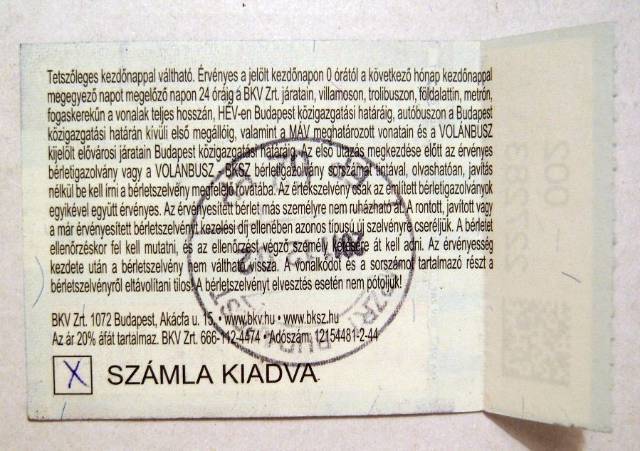 Tetszőleges kezdőnappal váltható. Érvényes a jelölt kezdőnapon 0 órától a következő hónap kezdőnappal
megegyező napot megelőző napon 24 óráig a BKV Zrt. járatain, villamoson, trolibuszon, földalattin, metrón,
fogaskerekűn a vonalak teljes hosszán, HÉV-en Budapest közigazgatási határáig, autóbuszon a Budapest
közigazgatási határán kívüli első megállóig, valamint a MÁV meghatározott vonatain és a VOLÁNBUSZ
kijelölt elővárosi járatain Budapest közigazgatási határáig. Az első utazás megkezdése előtt az érvényes
bérletigazolvány vagy a VOLÁNBUSZ - BKSZ bérletigazolvány sorszámát tintával, olvashatóan, javítás
nélkül be kell írni a bérletszelvény megfelelő rovatába. Az értékszelvény csak az említett bérletigazolványok
egyikével együtt érvényes. Az érvényesített bérlet más személyre nem ruházható át. A rontott, javított vagy
a már érvényesített bérletszelvényt kezelési díj ellenében azonos típusú új szelvényre cseréljük. A bérletet
ellenőrzéskor fel kell mutatni, és az ellenőrzést végző személy kérésére át kell adni. Az érvényesség
kezdete után a bérletszelvény nem váltható vissza. A vonalkódot és a sorszámot tartalmazó részt a
bérletszelvényről eltávolítani tilos! A bérletszelvényt elvesztés esetén nem pótoljuk!
BKV Zrt. 1072 Budapest, Akácfa u. 15. • www.bkv.hu • www.bksz.hu
Az ár 20% áfát tartalmaz. BKV Zrt. 666-112-4474 • Adószám: 12154481-2-44
X SZÁMLA KIADVA